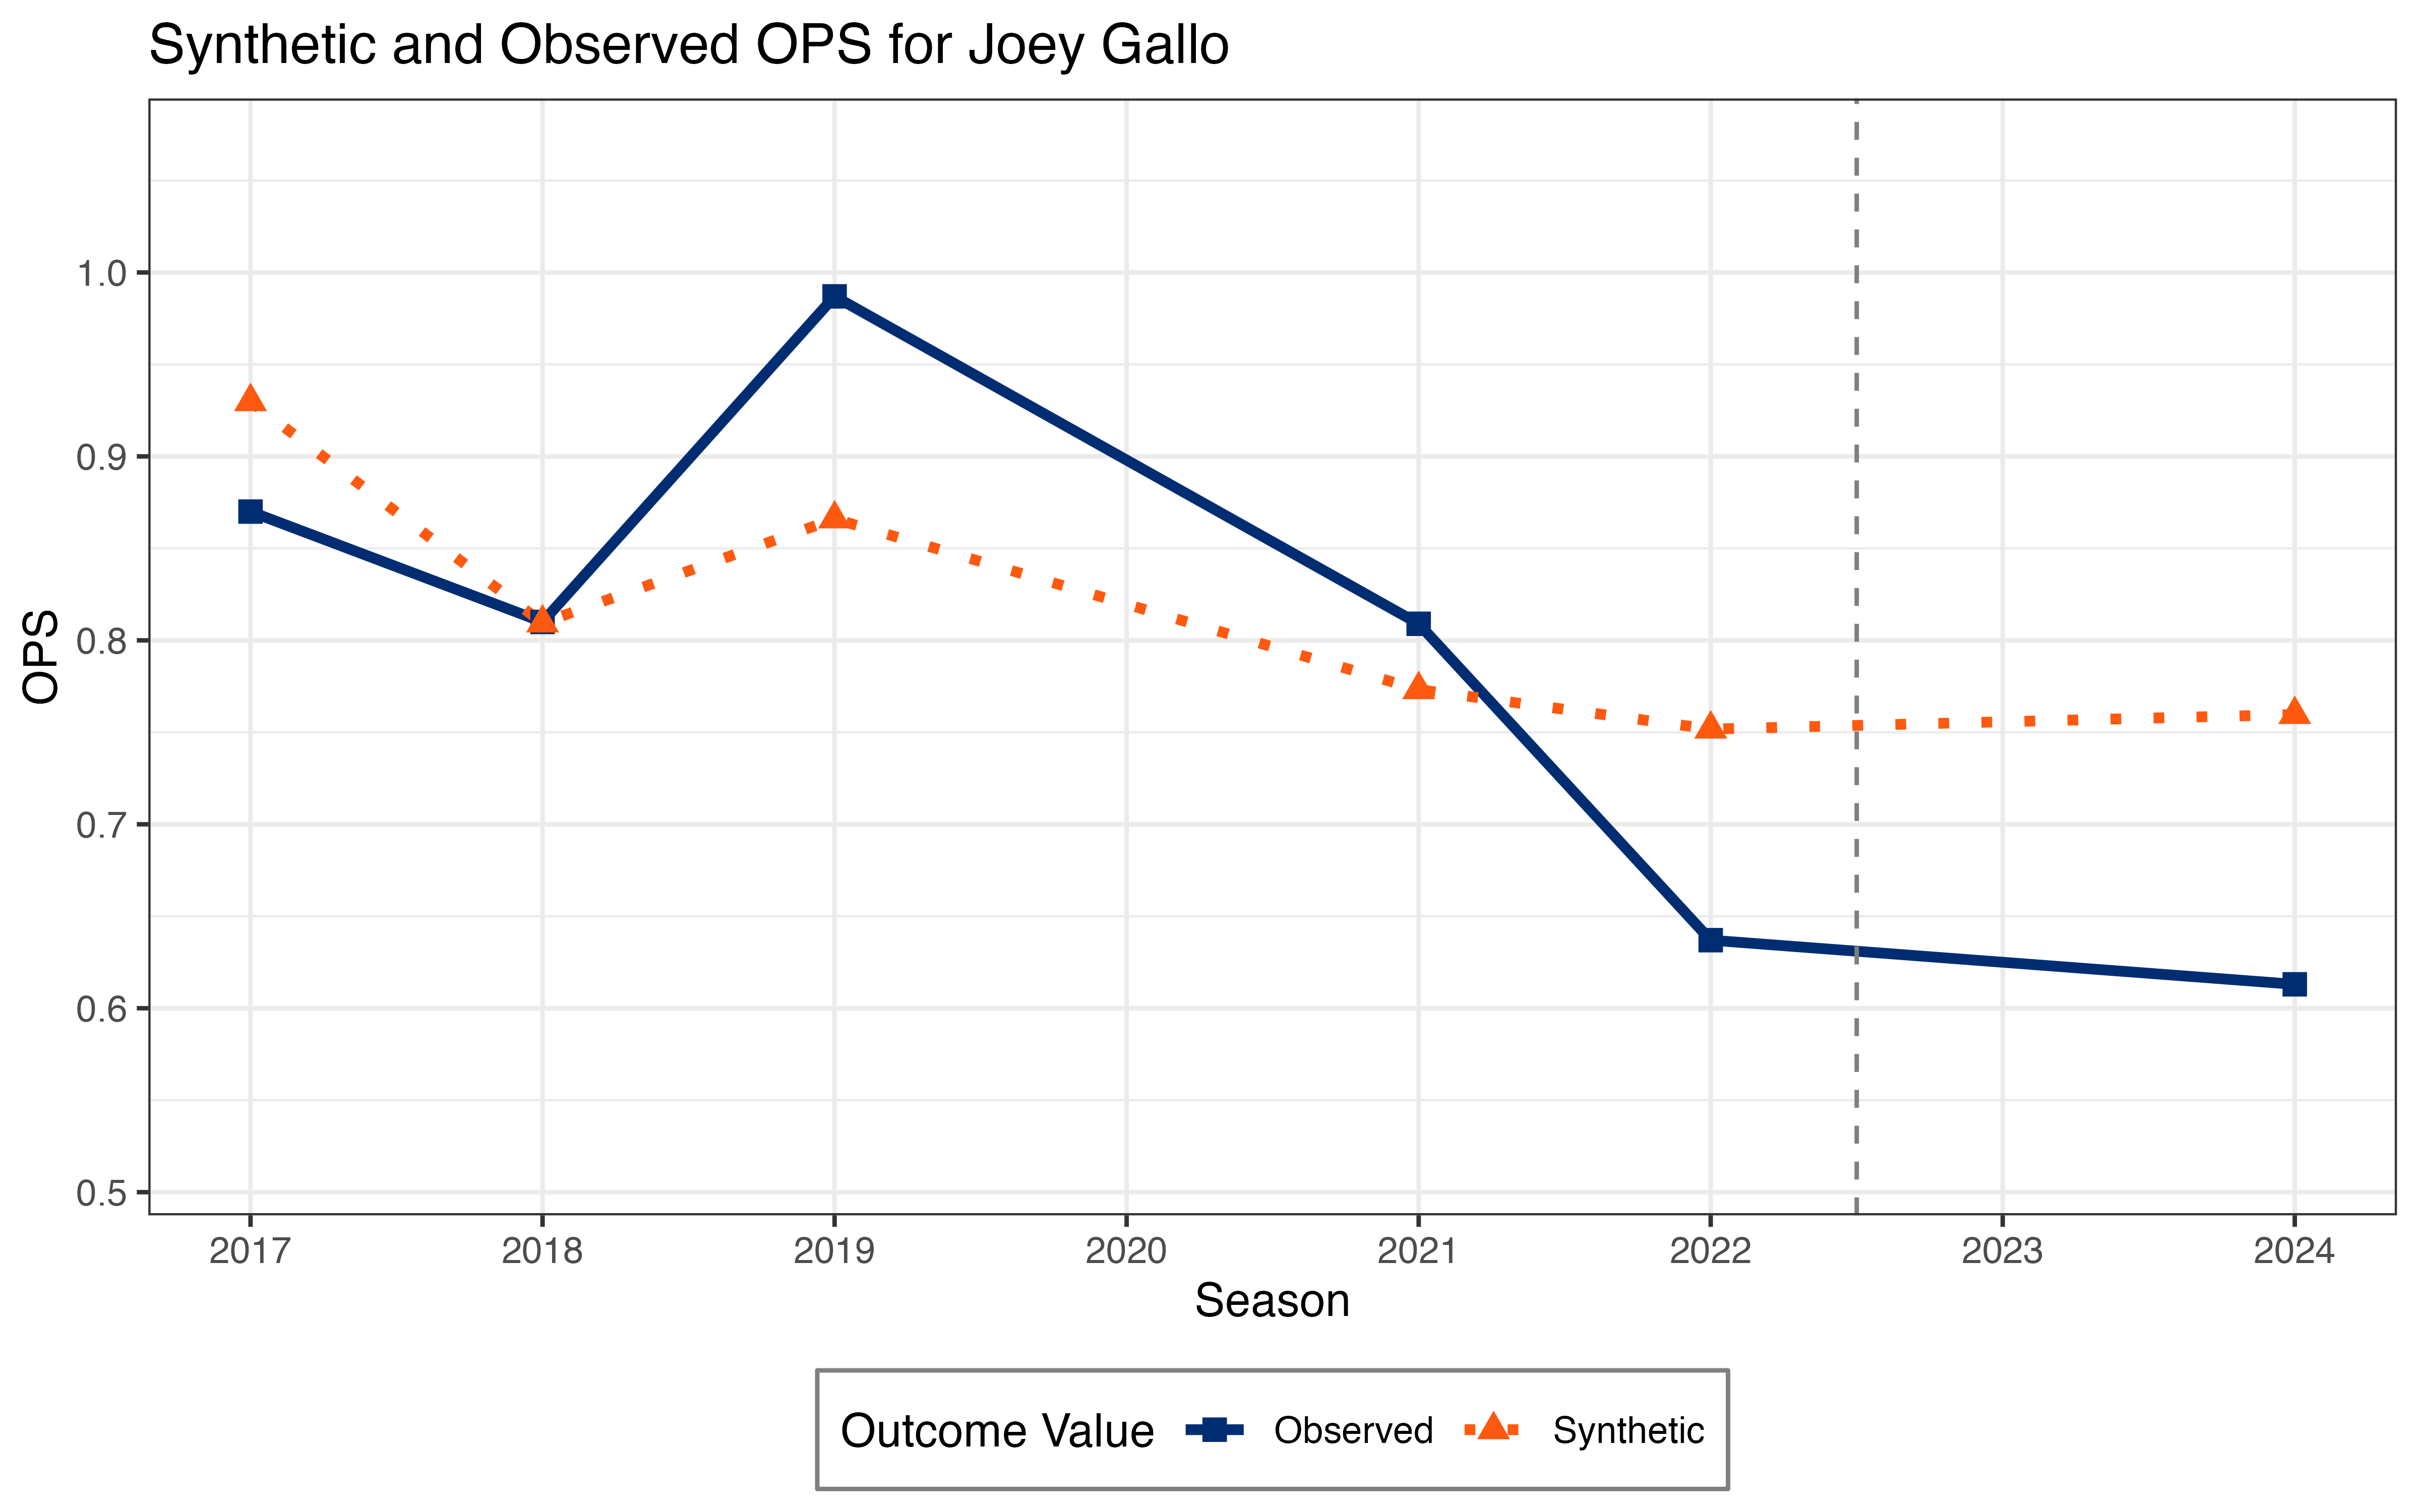 Synthetic and Observed OPS for Joey Gallo
OPS
1.0
0.9
0.8
0.7
0.6
0.5
2017 2018 2019 2020 2021 2022 2023 2024
Season
Outcome Value Observed Synthetic